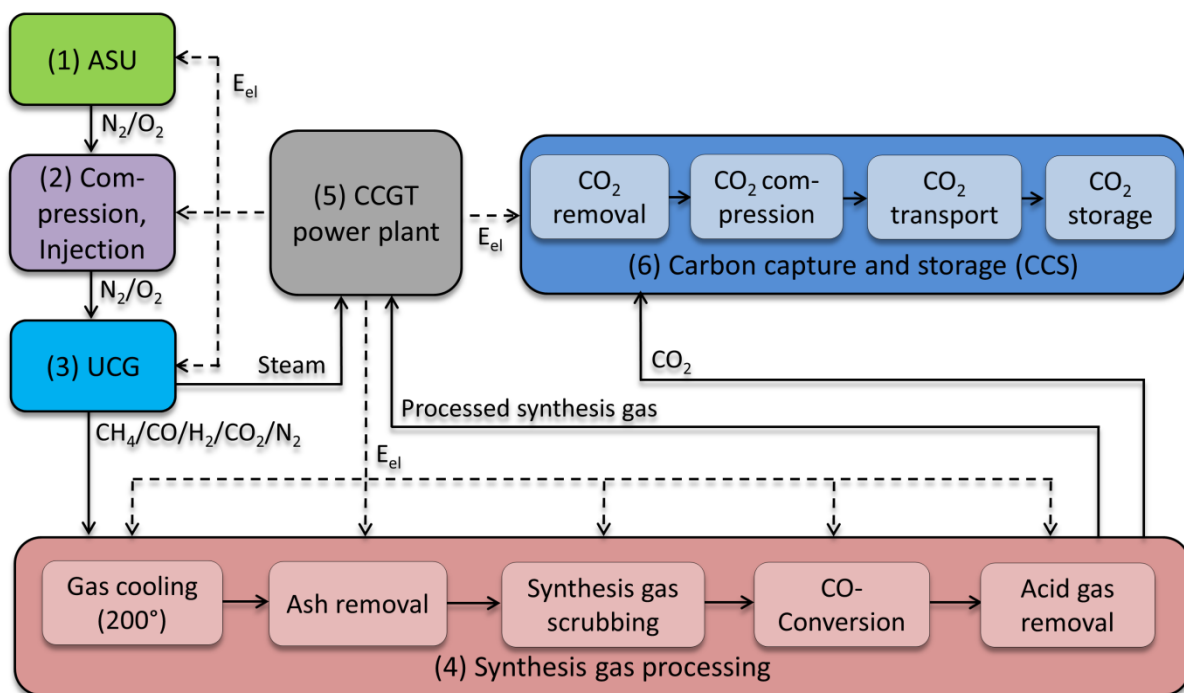 (1) ASU
E_el
N₂/O₂
(2) Com-
pression,
Injection
N₂/O₂
(3) UCG
Steam
CH₄/CO/H₂/CO₂/N₂
(5) CCGT
power plant
E_el
CO₂
removal
CO₂ com-
pression
CO₂
transport
CO₂
storage
(6) Carbon capture and storage (CCS)
CO₂
Processed synthesis gas
E_el
Gas cooling
(200°)
Ash removal
Synthesis gas
scrubbing
CO-
Conversion
Acid gas
removal
(4) Synthesis gas processing